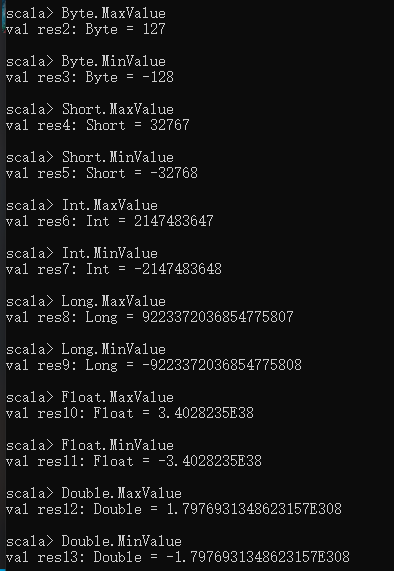 scala> Byte.MaxValue
val res2: Byte = 127
scala> Byte.MinValue
val res3: Byte = -128
scala> Short.MaxValue
val res4: Short = 32767
scala> Short.MinValue
val res5: Short = -32768
scala> Int.MaxValue
val res6: Int = 2147483647
scala> Int.MinValue
val res7: Int = -2147483648
scala> Long.MaxValue
val res8: Long = 9223372036854775807
scala> Long.MinValue
val res9: Long = -9223372036854775808
scala> Float.MaxValue
val res10: Float = 3.4028235E38
scala> Float.MinValue
val res11: Float = -3.4028235E38
scala> Double.MaxValue
val res12: Double = 1.7976931348623157E308
scala> Double.MinValue
val res13: Double = -1.7976931348623157E308